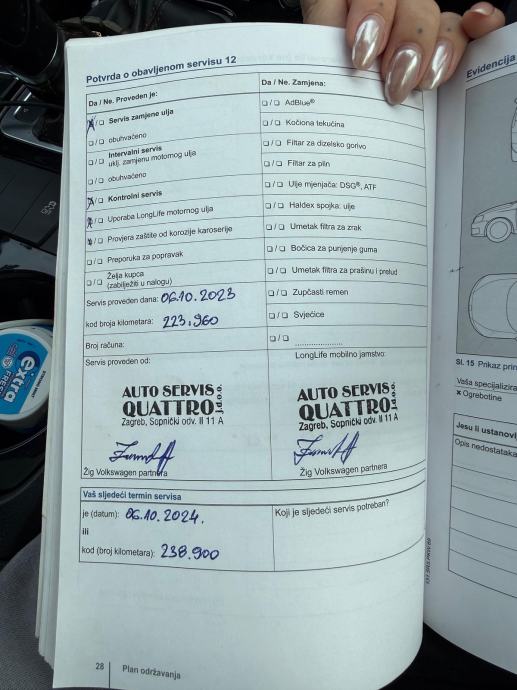 Potvrda o obavljenom servisu 12
Da / Ne. Proveden je:
❏/❏ Servis zamjene ulja
❏/❏ obuhvaćeno
❏/❏ Intervalni servis
uklj. zamjenu motornog ulja
❏/❏ obuhvaćeno
❏/❏ Kontrolni servis
❏/❏ Uporaba LongLife motornog ulja
❏/❏ Provjera zaštite od korozije karoserije
❏/❏ Preporuka za popravak
❏/❏ Želja kupca
(zabilježiti u nalogu)
Servis proveden dana: 06.10.2023
kod broja kilometara: 223.960
Broj računa:
Da / Ne. Zamjena:
❏/❏ AdBlue®
❏/❏ Kočiona tekućina
❏/❏ Filtar za dizelsko gorivo
❏/❏ Filtar za plin
❏/❏ Ulje mjenjača: DSG®, ATF
❏/❏ Haldex spojka: ulje
❏/❏ Umetak filtra za zrak
❏/❏ Bočica za punjenje guma
❏/❏ Umetak filtra za prašinu i pelud
❏/❏ Zupčasti remen
❏/❏ Svjećice
❏/❏ ....................
Servis proveden od:
AUTO SERVIS
QUATTRO j.d.o.o.
Zagreb, Sopnički odv. II 11 A
Žig Volkswagen partnera
LongLife mobilno jamstvo:
AUTO SERVIS
QUATTRO j.d.o.o.
Zagreb, Sopnički odv. II 11 A
Žig Volkswagen partnera
Vaš sljedeći termin servisa
je (datum): 06.10.2024.
ili
kod (broj kilometara): 238.900
Koji je sljedeći servis potreban?
28
Plan održavanja
Evidencija
Sl. 15 Prikaz
Vaša
× Ogrebotine
Jesu li
Opis nedostataka
extra
FRESH